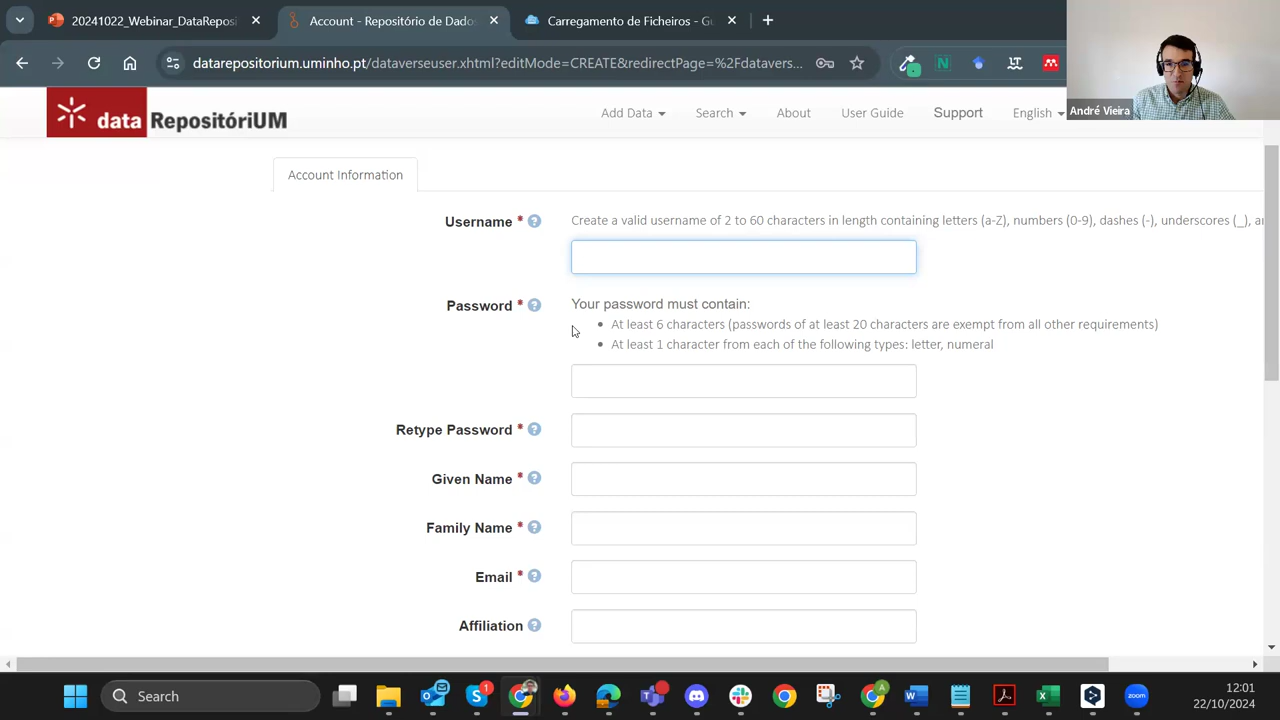 20241022_Webinar_DataReposi
Account - Repositório de Dados
Carregamento de Ficheiros - Gu
datarepositorium.uminho.pt/dataverseuser.xhtml?editMode=CREATE&redirectPage=%2Fdatavers...
André Vieira
data RepositóriUM
Add Data
Search
About
User Guide
Support
English
Account Information
Username *
Create a valid username of 2 to 60 characters in length containing letters (a-Z), numbers (0-9), dashes (-), underscores (_),
Password *
Your password must contain:
At least 6 characters (passwords of at least 20 characters are exempt from all other requirements)
At least 1 character from each of the following types: letter, numeral
Retype Password *
Given Name *
Family Name *
Email *
Affiliation
Search
1
12:01
22/10/2024